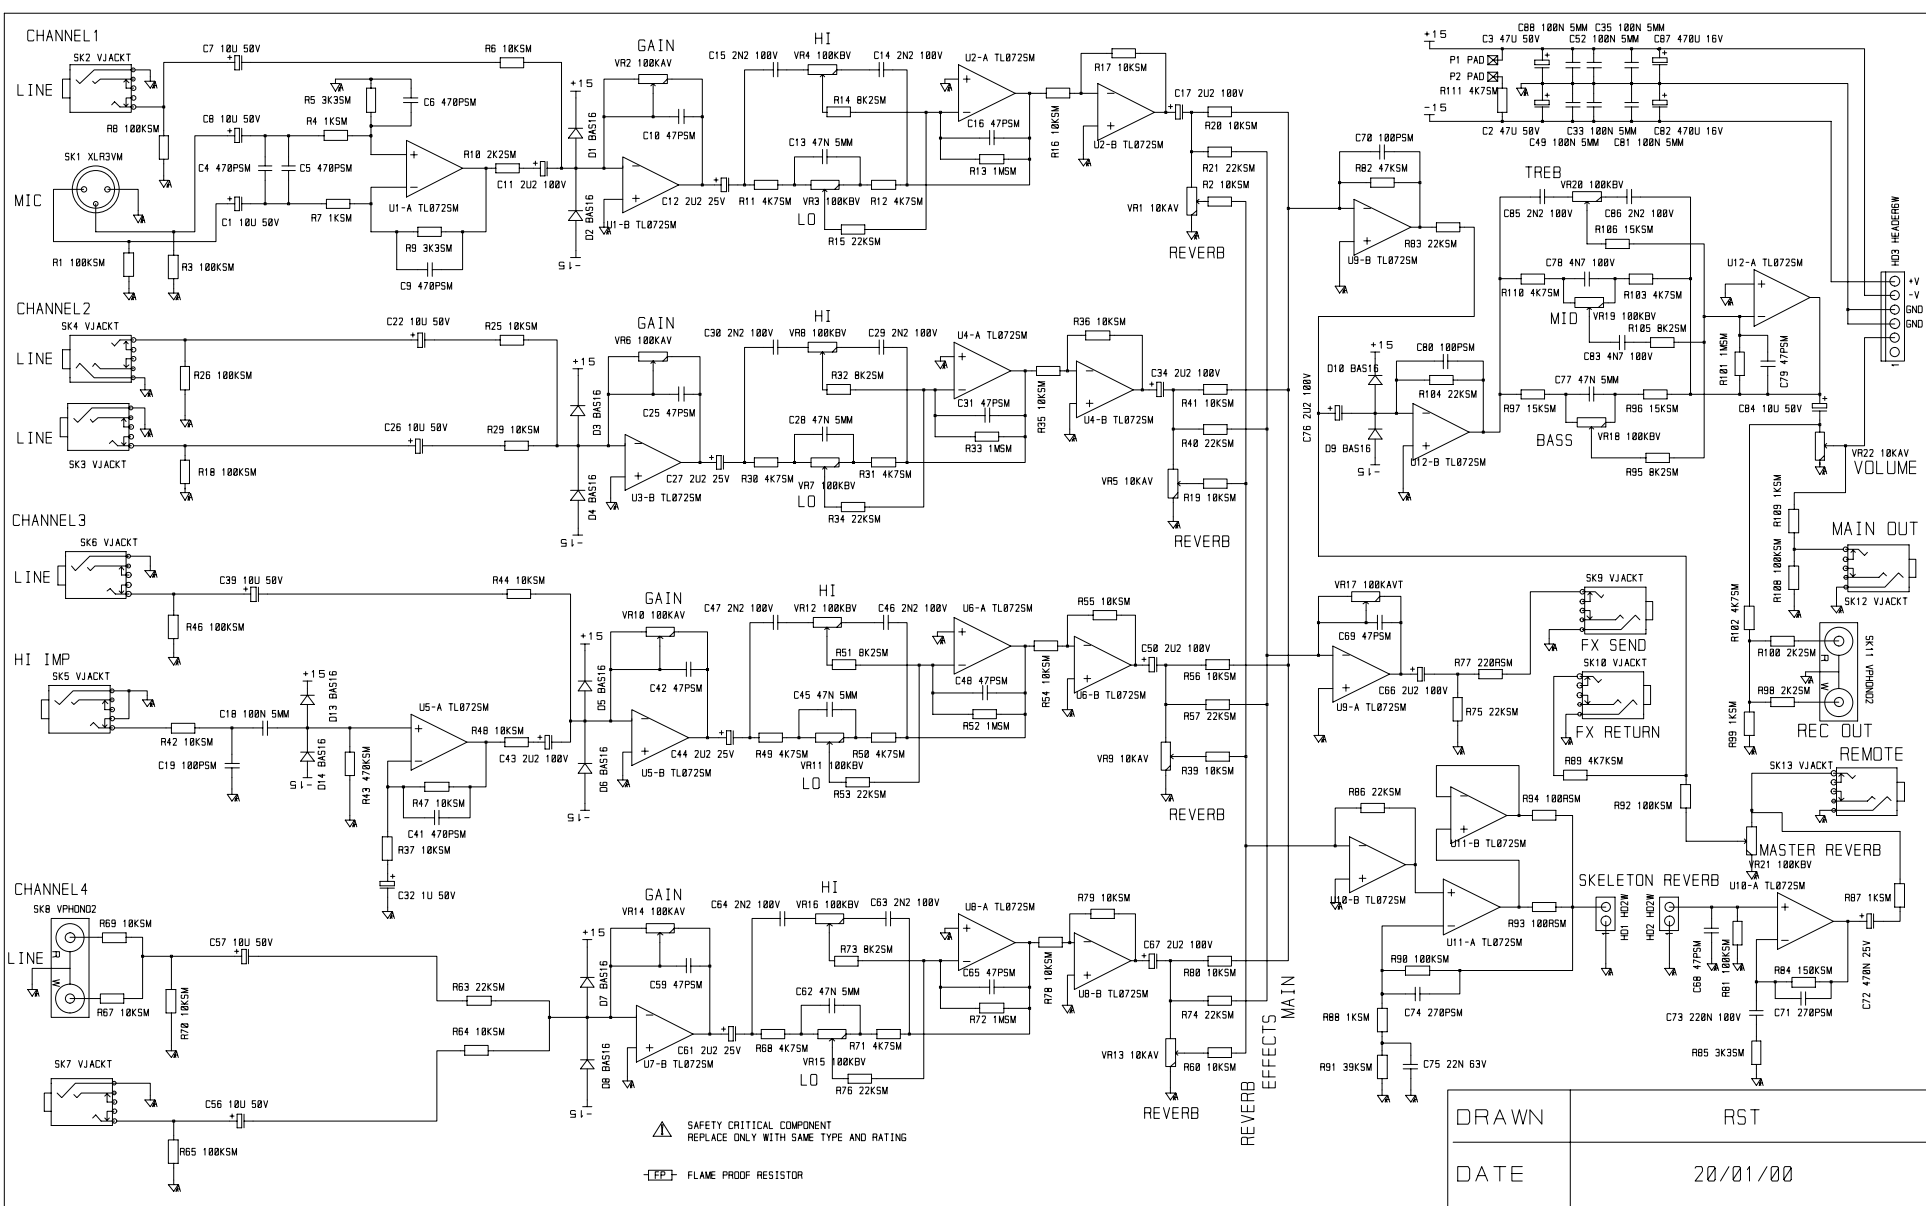 CHANNEL1
SK2 VJACKT
LINE
C7 10U 50V
R6 10KSM
R8 100KSM
C8 10U 50V
R5 3K3SM
C6 470PSM
R4 1KSM
SK1 XLR3VM
MIC
C4 470PSM
C5 470PSM
U1-A TL072SM
R10 2K2SM
C11 2U2 100V
C1 10U 50V
R7 1KSM
R9 3K3SM
C9 470PSM
R1 100KSM
R3 100KSM
+15
D1 BAS16
D2 BAS16
-15
GAIN
VR2 100KAV
C10 47PSM
U1-B TL072SM
C12 2U2 25V
C15 2N2 100V
HI
VR4 100KBV
C14 2N2 100V
R14 8K2SM
C13 47N 5MM
R11 4K7SM
VR3 100KBV
R12 4K7SM
LO
R15 22KSM
U2-A TL072SM
C16 47PSM
R13 1MSM
R16 10KSM
R17 10KSM
U2-B TL072SM
C17 2U2 100V
R20 10KSM
R21 22KSM
R2 10KSM
VR1 10KAV
REVERB
CHANNEL2
SK4 VJACKT
LINE
R26 100KSM
C22 10U 50V
R25 10KSM
LINE
SK3 VJACKT
R18 100KSM
C26 10U 50V
R29 10KSM
+15
D3 BAS16
D4 BAS16
-15
GAIN
VR6 100KAV
C25 47PSM
U3-B TL072SM
C27 2U2 25V
C30 2N2 100V
HI
VR8 100KBV
C29 2N2 100V
R32 8K2SM
C28 47N 5MM
R30 4K7SM
VR7 100KBV
R31 4K7SM
LO
R34 22KSM
U4-A TL072SM
C31 47PSM
R33 1MSM
R35 10KSM
R36 10KSM
U4-B TL072SM
C34 2U2 100V
R41 10KSM
R40 22KSM
VR5 10KAV
R19 10KSM
REVERB
CHANNEL3
SK6 VJACKT
LINE
C39 10U 50V
R44 10KSM
R46 100KSM
HI IMP
SK5 VJACKT
R42 10KSM
C18 100N 5MM
C19 100PSM
+15
D13 BAS16
D14 BAS16
-15
R43 470KSM
U5-A TL072SM
R48 10KSM
C43 2U2 100V
R47 10KSM
C41 470PSM
R37 10KSM
C32 1U 50V
+15
D5 BAS16
D6 BAS16
-15
GAIN
VR10 100KAV
C42 47PSM
U5-B TL072SM
C44 2U2 25V
C47 2N2 100V
HI
VR12 100KBV
C46 2N2 100V
R51 8K2SM
C45 47N 5MM
R49 4K7SM
VR11 100KBV
R50 4K7SM
LO
R53 22KSM
U6-A TL072SM
C48 47PSM
R52 1MSM
R54 10KSM
R55 10KSM
U6-B TL072SM
C50 2U2 100V
R56 10KSM
R57 22KSM
VR9 10KAV
R39 10KSM
REVERB
CHANNEL4
SK8 VPHONO2
LINE
R
W
R69 10KSM
R67 10KSM
R70 10KSM
C57 10U 50V
R63 22KSM
R64 10KSM
SK7 VJACKT
C56 10U 50V
R65 100KSM
+15
D7 BAS16
D8 BAS16
-15
GAIN
VR14 100KAV
C59 47PSM
U7-B TL072SM
C61 2U2 25V
C64 2N2 100V
HI
VR16 100KBV
C63 2N2 100V
R73 8K2SM
C62 47N 5MM
R68 4K7SM
VR15 100KBV
R71 4K7SM
LO
R76 22KSM
U8-A TL072SM
C65 47PSM
R72 1MSM
R78 10KSM
R79 10KSM
U8-B TL072SM
C67 2U2 100V
R80 10KSM
R74 22KSM
VR13 10KAV
R60 10KSM
REVERB
REVERB
EFFECTS
MAIN
SAFETY CRITICAL COMPONENT
REPLACE ONLY WITH SAME TYPE AND RATING
FP FLAME PROOF RESISTOR
+15
C3 47U 50V
C88 100N 5MM
C35 100N 5MM
C52 100N 5MM
C87 470U 16V
P1 PAD
P2 PAD
R111 4K7SM
-15
C2 47U 50V
C33 100N 5MM
C82 470U 16V
C49 100N 5MM
C81 100N 5MM
C70 100PSM
R82 47KSM
U9-B TL072SM
R83 22KSM
TREB
VR20 100KBV
C85 2N2 100V
C86 2N2 100V
R106 15KSM
C78 4N7 100V
R110 4K7SM
R103 4K7SM
VR19 100KBV
MID
R105 8K2SM
C83 4N7 100V
C77 47N 5MM
R97 15KSM
R96 15KSM
BASS
VR18 100KBV
R95 8K2SM
U12-A TL072SM
R101 1MSM
C79 47PSM
C84 10U 50V
HD3 HEADER6W
+V
-V
GND
GND
1
VR22 10KAV
VOLUME
C76 2U2 100V
+15
D10 BAS16
D9 BAS16
-15
C80 100PSM
R104 22KSM
U12-B TL072SM
R109 1KSM
R108 100KSM
MAIN OUT
SK12 VJACKT
R102 4K7SM
R100 2K2SM
R98 2K2SM
R99 1KSM
R
W
SK11 VPHONO2
REC OUT
VR17 100KAVT
C69 47PSM
U9-A TL072SM
C66 2U2 100V
R77 220RSM
R75 22KSM
SK9 VJACKT
FX SEND
SK10 VJACKT
FX RETURN
R89 4K7KSM
R92 100KSM
REMOTE
SK13 VJACKT
MASTER REVERB
VR21 100KBV
R86 22KSM
U10-B TL072SM
U11-B TL072SM
R94 100RSM
U11-A TL072SM
R93 100RSM
R90 100KSM
C74 270PSM
R88 1KSM
R91 39KSM
C75 22N 63V
SKELETON REVERB
HD1 HD2W
1
HD2 HD2W
1
C68 47PSM
R81 100KSM
U10-A TL072SM
R87 1KSM
C72 470N 25V
R84 150KSM
C71 270PSM
C73 220N 100V
R85 3K3SM
DRAWN RST
DATE 20/01/00